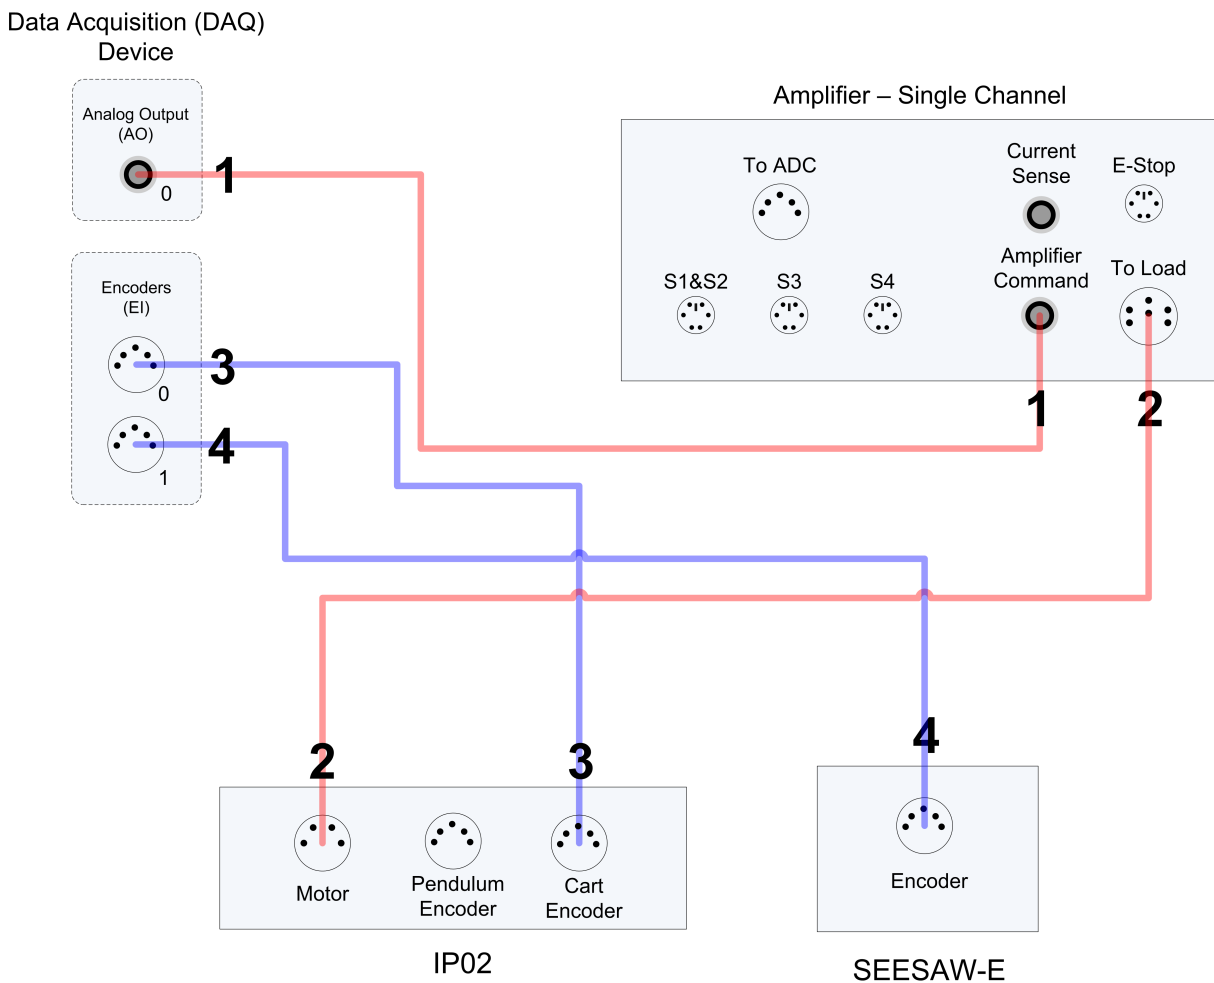 Data Acquisition (DAQ)
Device
Analog Output
(AO)
0
1
Encoders
(EI)
0
3
1
4
Amplifier – Single Channel
To ADC
Current
Sense
E-Stop
S1&S2
S3
S4
Amplifier
Command
To Load
1
2
2
3
4
Motor
Pendulum
Encoder
Cart
Encoder
IP02
Encoder
SEESAW-E